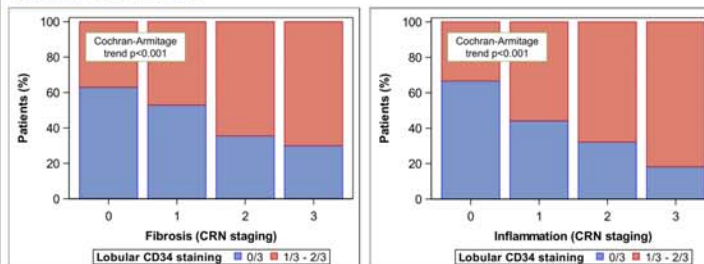 100
80
60
40
20
0
Patients (%)
Cochran-Armitage
trend p<0.001
0 1 2 3
Fibrosis (CRN staging)
Lobular CD34 staining 0/3 1/3 - 2/3
100
80
60
40
20
0
Patients (%)
Cochran-Armitage
trend p<0.001
0 1 2 3
Inflammation (CRN staging)
Lobular CD34 staining 0/3 1/3 - 2/3